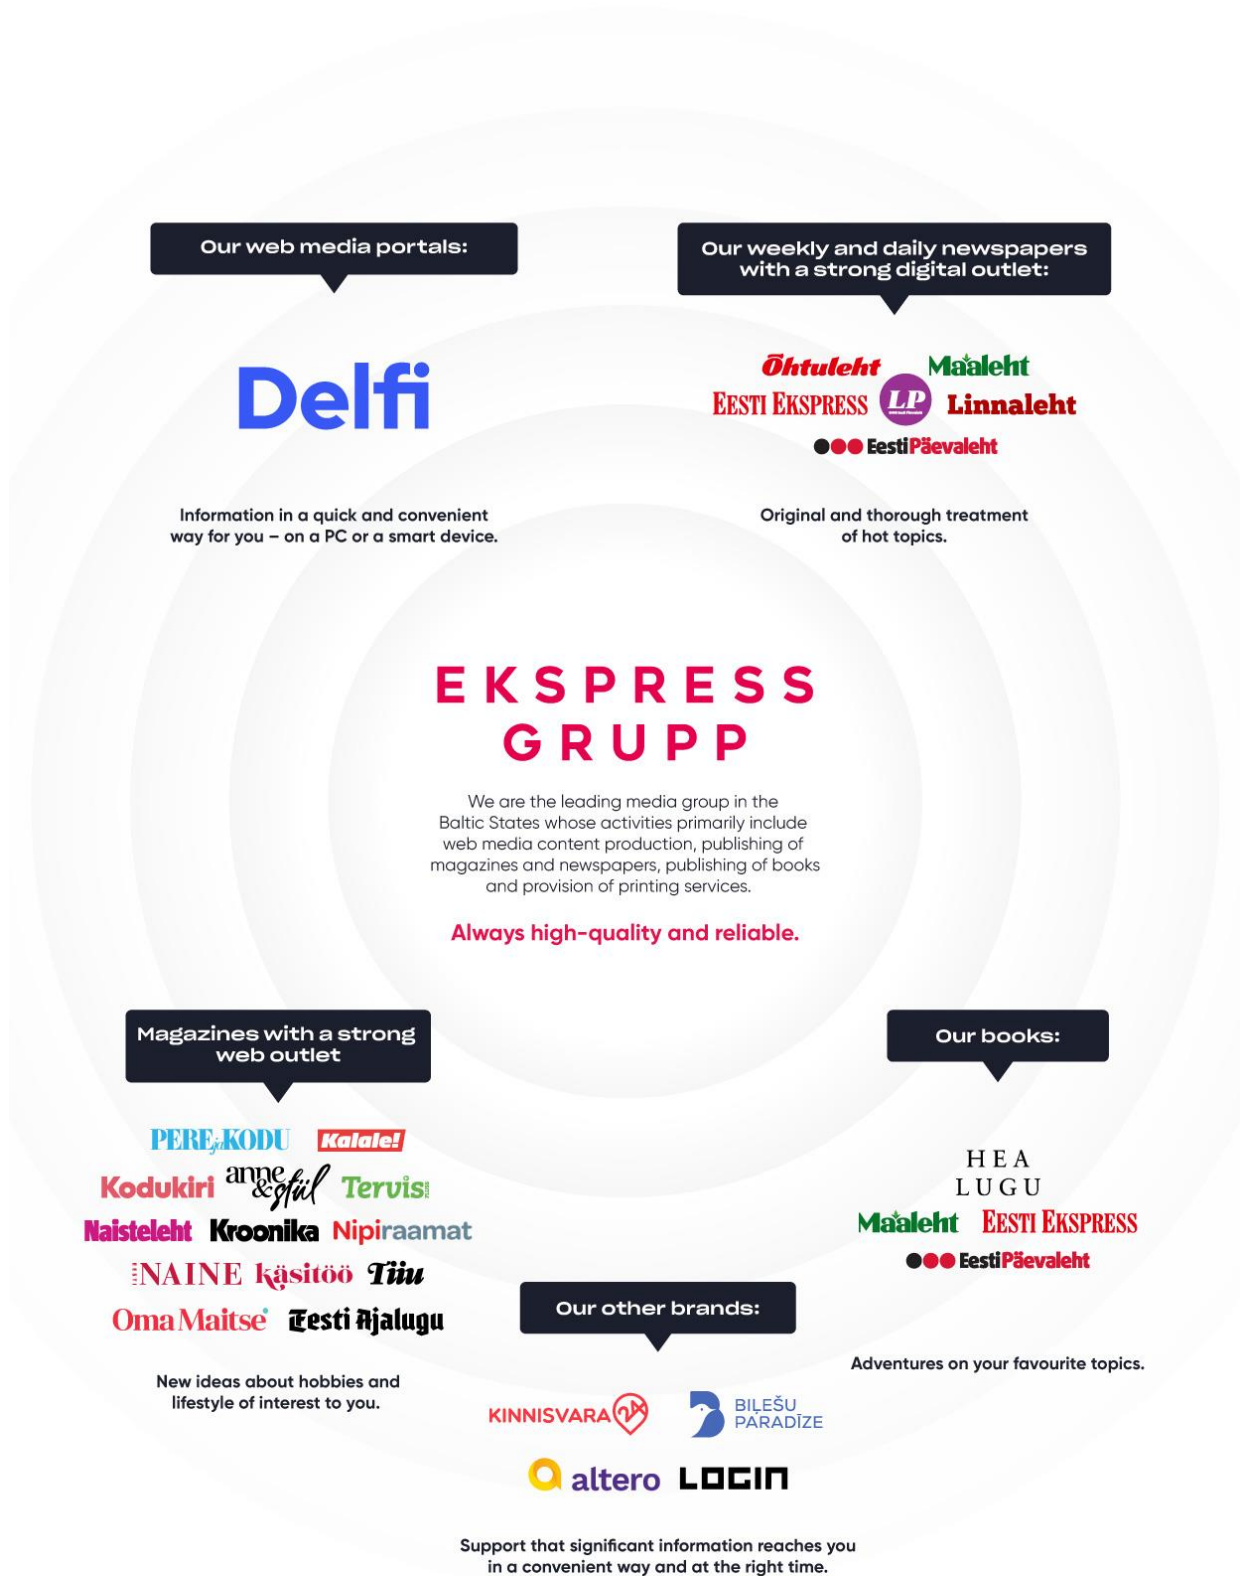 Our web media portals:
Delfi
Information in a quick and convenient
way for you – on a PC or a smart device.
Our weekly and daily newspapers
with a strong digital outlet:
Õhtuleht Maaleht
EESTI EKSPRESS LP Linnaleht
Eesti Päevaleht
Original and thorough treatment
of hot topics.
EKSPRESS
GRUPP
We are the leading media group in the
Baltic States whose activities primarily include
web media content production, publishing of
magazines and newspapers, publishing of books
and provision of printing services.
Always high-quality and reliable.
Magazines with a strong
web outlet
PERE ja KODU Kalale!
Kodukiri anne & stiil Tervis
Naisteleht Kroonika Nipiraamat
NAINE käsitöö Tiiu
Oma Maitse Eesti Ajalugu
New ideas about hobbies and
lifestyle of interest to you.
Our books:
HEA
LUGU
Maaleht EESTI EKSPRESS
Eesti Päevaleht
Adventures on your favourite topics.
Our other brands:
KINNISVARA24 BIĻEŠU
PARADĪZE
altero LOGIN
Support that significant information reaches you
in a convenient way and at the right time.